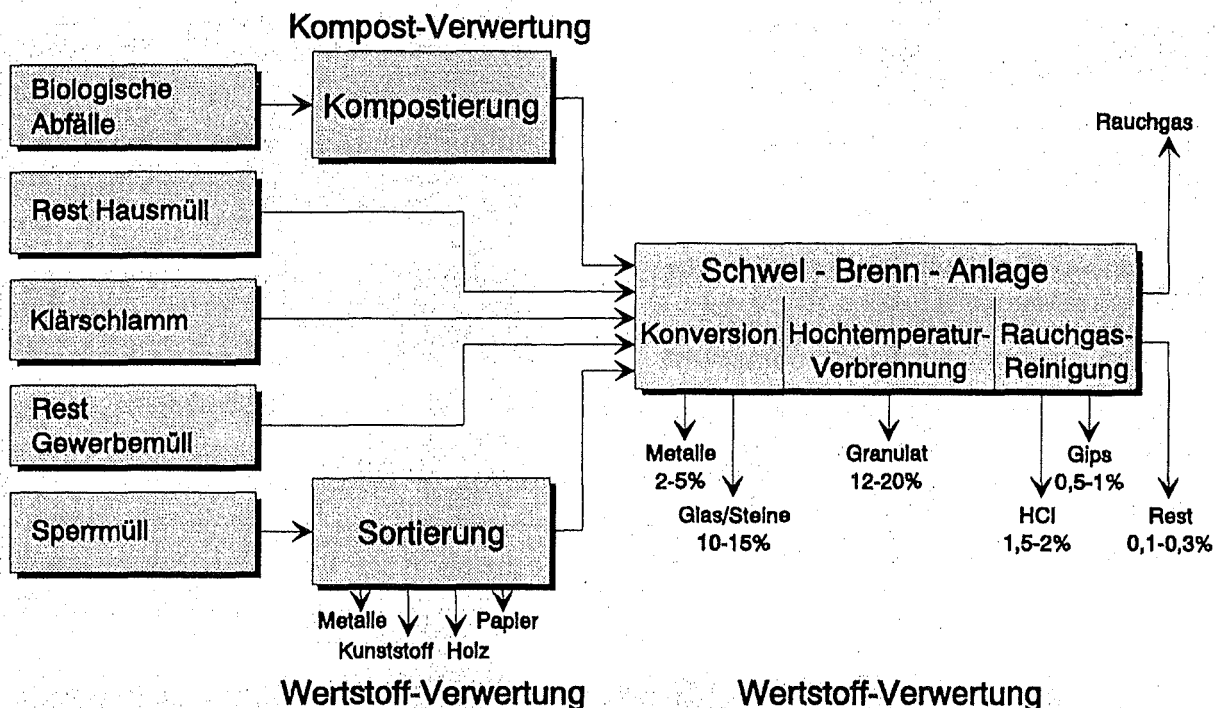 Kompost-Verwertung
Biologische
Abfälle
Kompostierung
Rauchgas
Rest Hausmüll
Schwel - Brenn - Anlage
Klärschlamm
Konversion
Hochtemperatur-
Verbrennung
Rauchgas-
Reinigung
Rest
Gewerbemüll
Metalle
2-5%
Granulat
12-20%
Gips
0,5-1%
Sperrmüll
Sortierung
Glas/Steine
10-15%
HCl
1,5-2%
Rest
0,1-0,3%
Metalle
Papier
Kunststoff
Holz
Wertstoff-Verwertung
Wertstoff-Verwertung